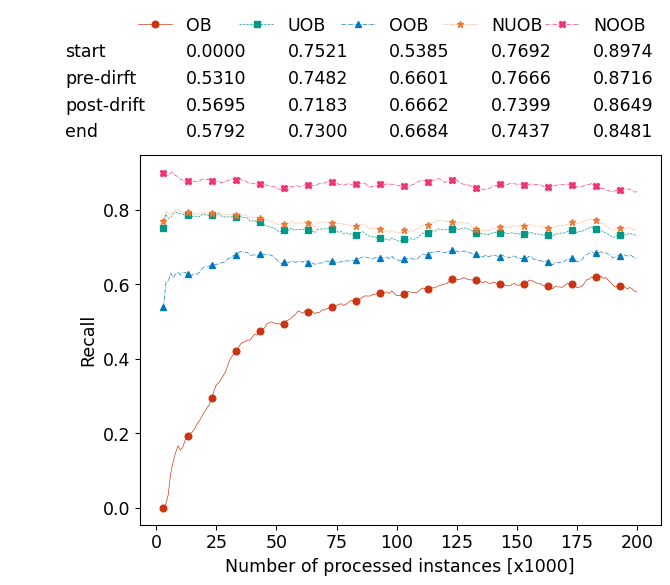 OB UOB OOB NUOB NOOB
start 0.0000 0.7521 0.5385 0.7692 0.8974
pre-dirft 0.5310 0.7482 0.6601 0.7666 0.8716
post-drift 0.5695 0.7183 0.6662 0.7399 0.8649
end 0.5792 0.7300 0.6684 0.7437 0.8481
0.8
0.6
0.4
0.2
0.0
Recall
0 25 50 75 100 125 150 175 200
Number of processed instances [x1000]